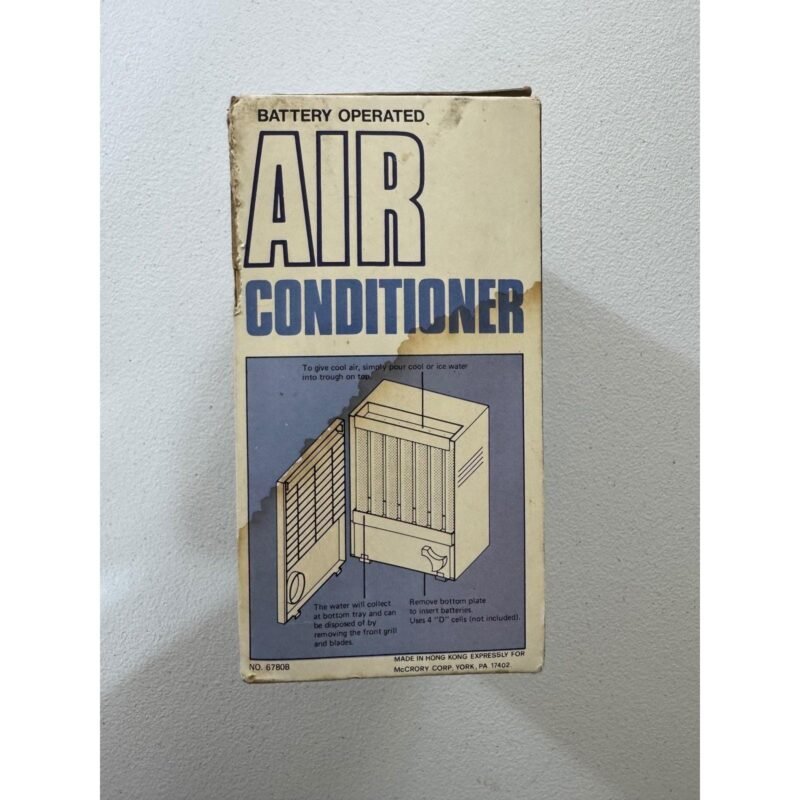 BATTERY OPERATED
AIR
CONDITIONER
To give cool air, simply pour cool or ice water
into trough on top.
The water will collect
at bottom tray and can
be disposed of by
removing the front grill
and blades.
Remove bottom plate
to insert batteries.
Uses 4 "D" cells (not included).
NO. 67808
MADE IN HONG KONG EXPRESSLY FOR
McCRORY CORP, YORK, PA 17402